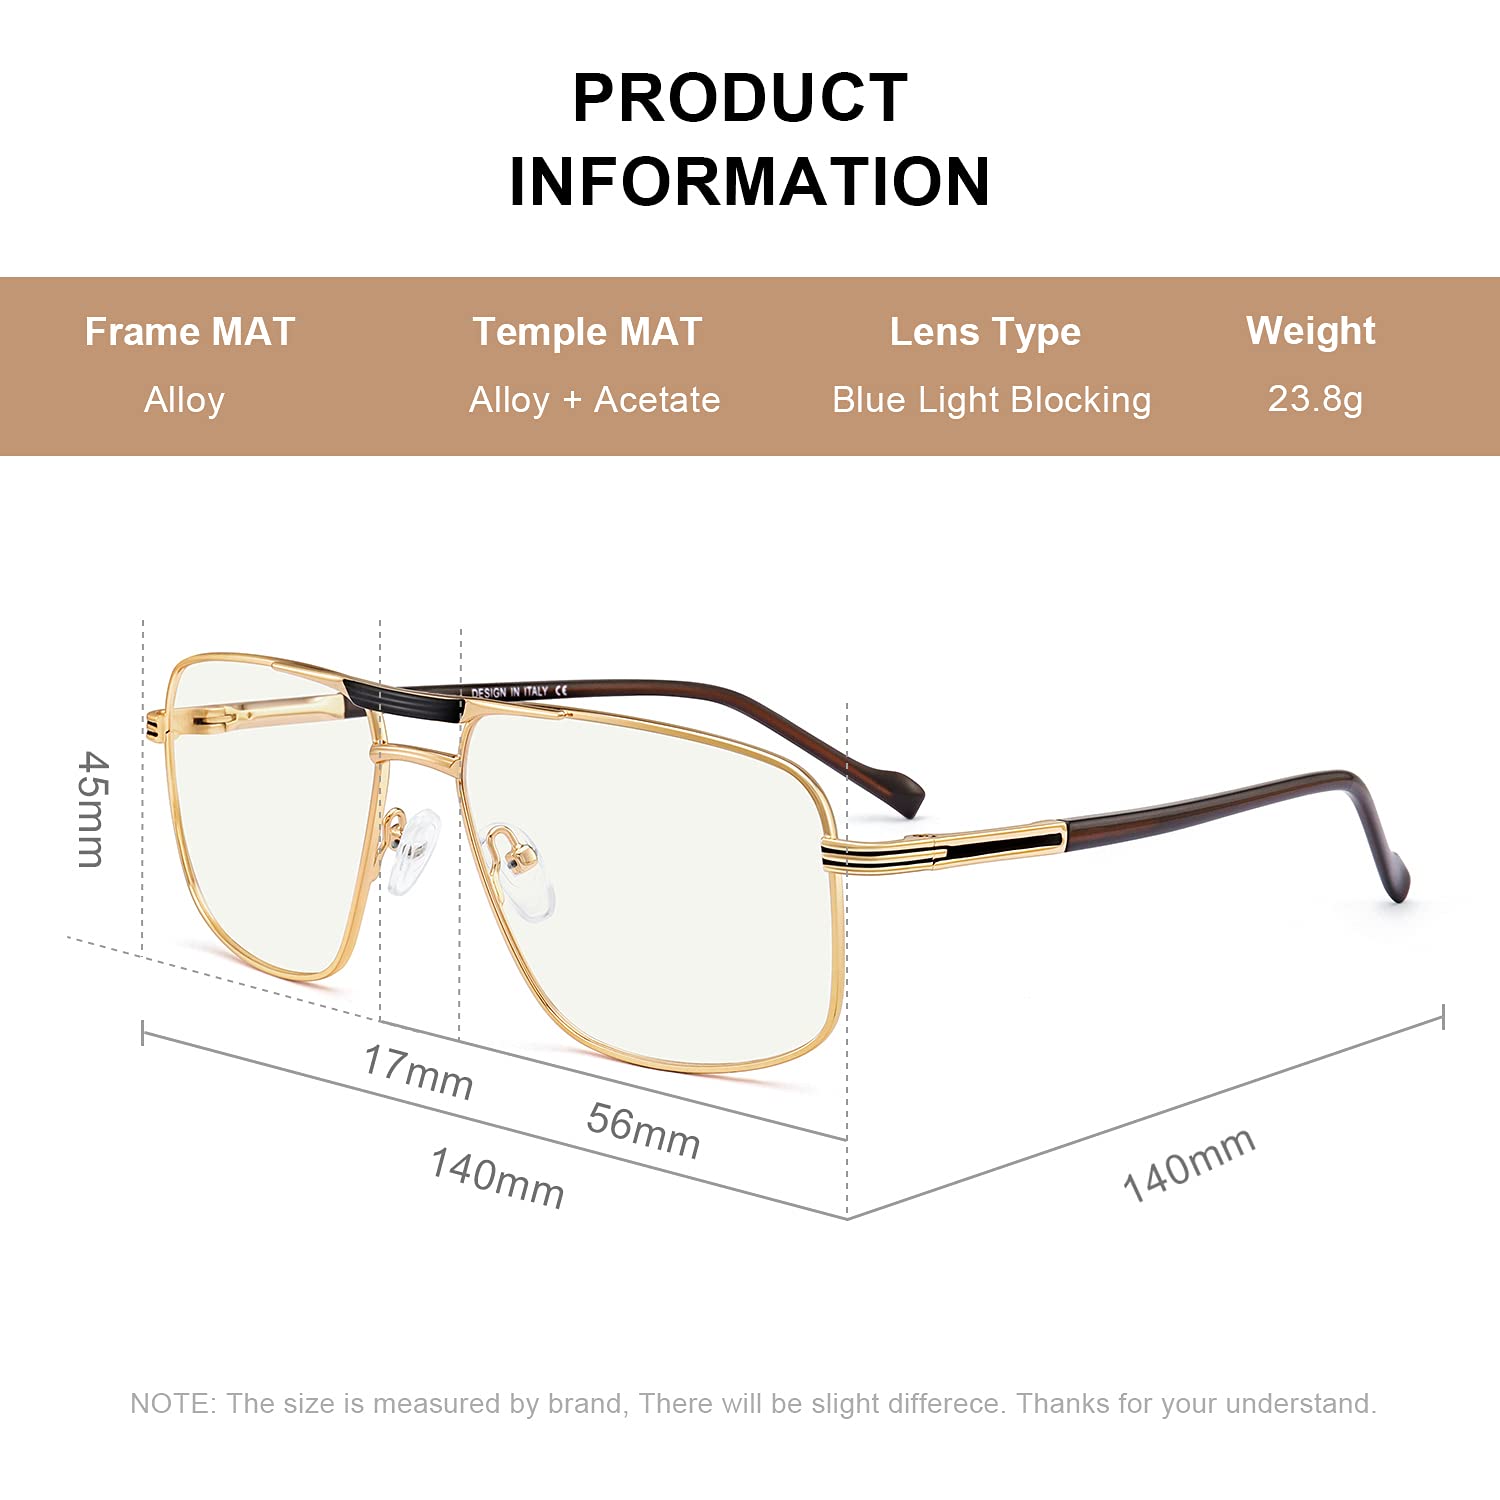 PRODUCT
INFORMATION
Frame MAT Temple MAT Lens Type Weight
Alloy Alloy + Acetate Blue Light Blocking 23.8g
DESIGN IN ITALY CE
45mm
17mm
56mm
140mm
140mm
NOTE: The size is measured by brand, There will be slight differece. Thanks for your understand.